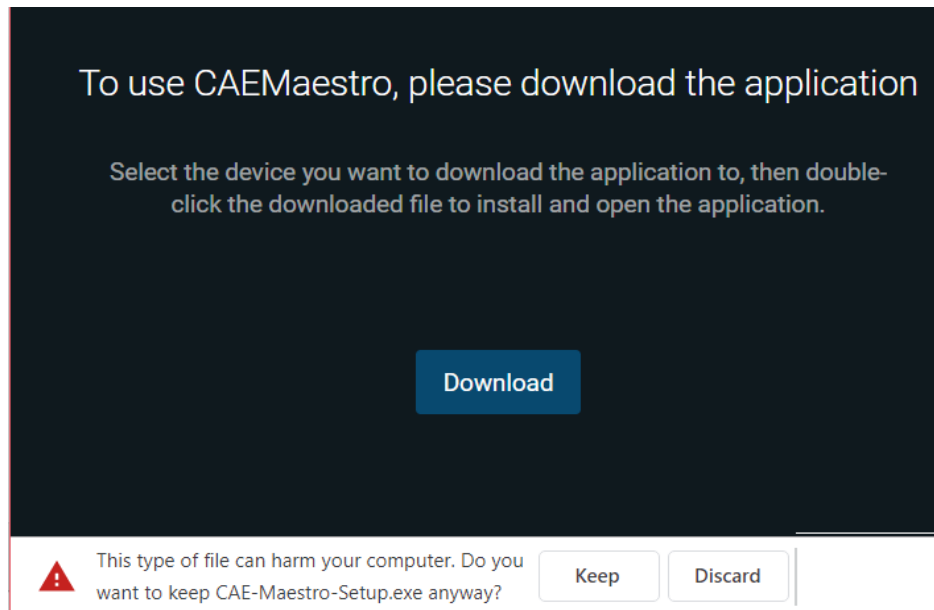 To use CAEMaestro, please download the application
Select the device you want to download the application to, then double-
click the downloaded file to install and open the application.
Download
This type of file can harm your computer. Do you
want to keep CAE-Maestro-Setup.exe anyway?
Keep
Discard